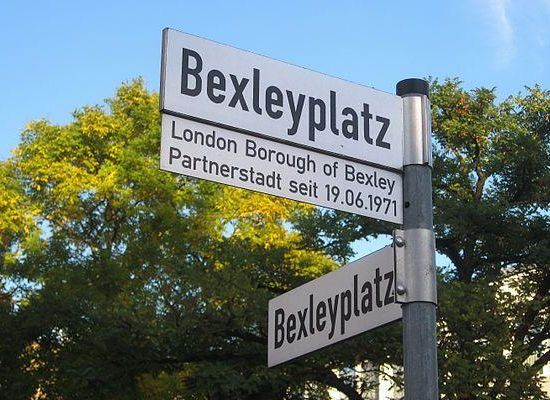 Bexleyplatz
London Borough of Bexley
Partnerstadt seit 19.06.1971
Bexleyplatz